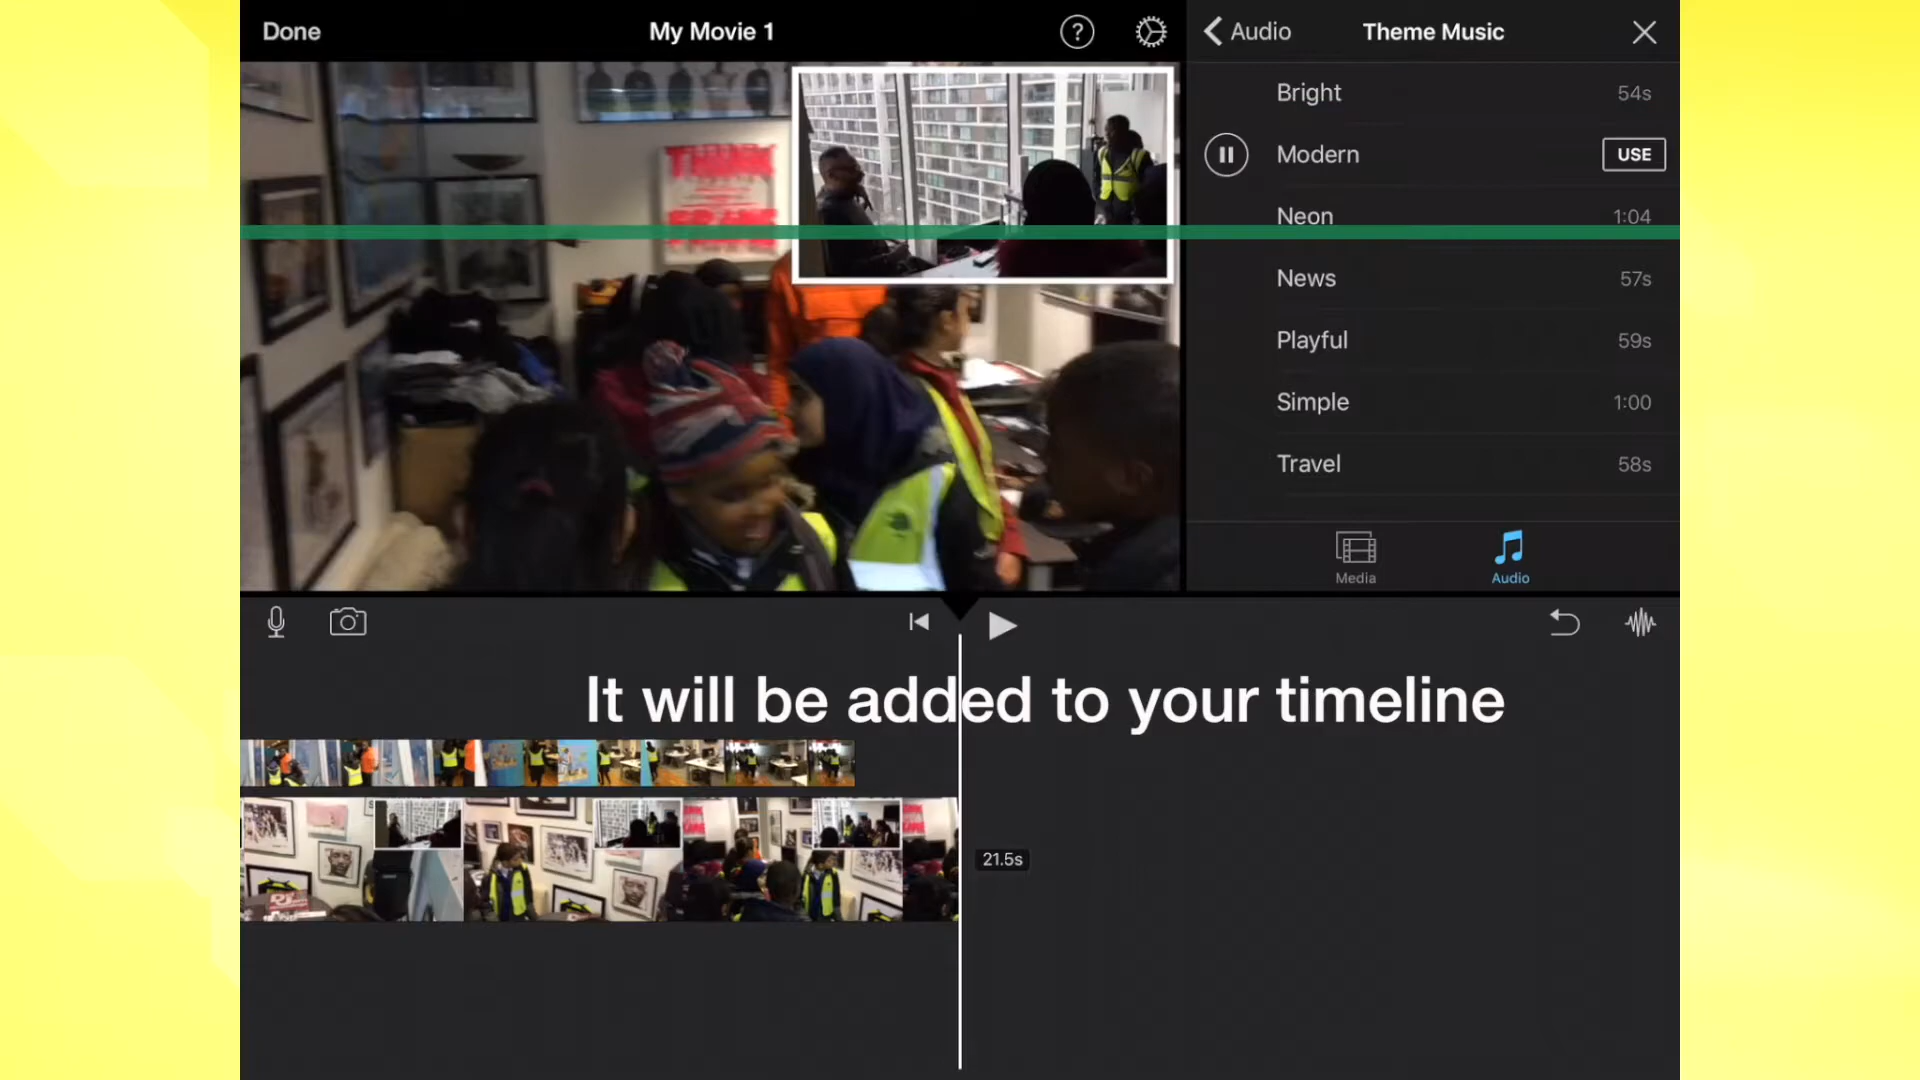 Done
My Movie 1
?
Audio
Theme Music
Bright 54s
Modern USE
Neon 1:04
News 57s
Playful 59s
Simple 1:00
Travel 58s
Media
Audio
THINK
It will be added to your timeline
21.5s